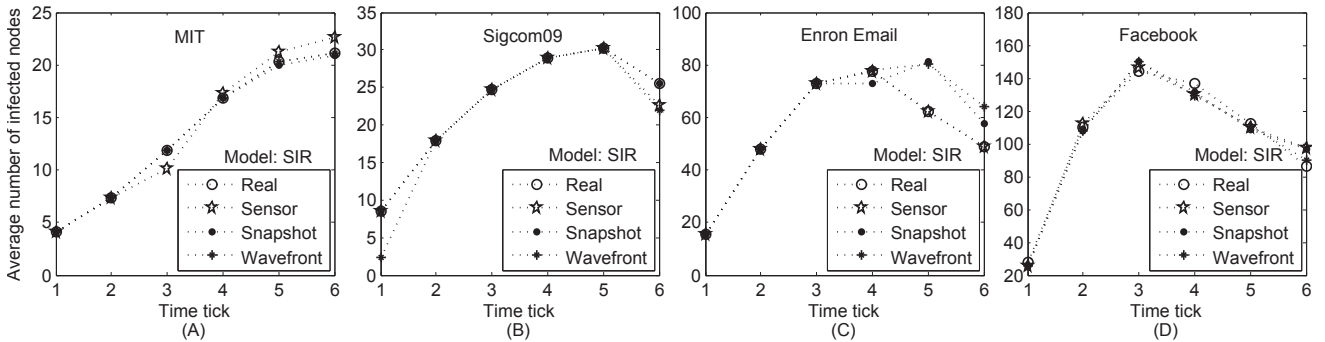 Average number of infected nodes
25
20
15
10
5
0
1 2 3 4 5 6
MIT
Model: SIR
Real
Sensor
Snapshot
Wavefront
Time tick
(A)
35
30
25
20
15
10
5
0
1 2 3 4 5 6
Sigcom09
Model: SIR
Real
Sensor
Snapshot
Wavefront
Time tick
(B)
100
80
60
40
20
0
1 2 3 4 5 6
Enron Email
Model: SIR
Real
Sensor
Snapshot
Wavefront
Time tick
(C)
180
160
140
120
100
80
60
40
20
1 2 3 4 5 6
Facebook
Model: SIR
Real
Sensor
Snapshot
Wavefront
Time tick
(D)